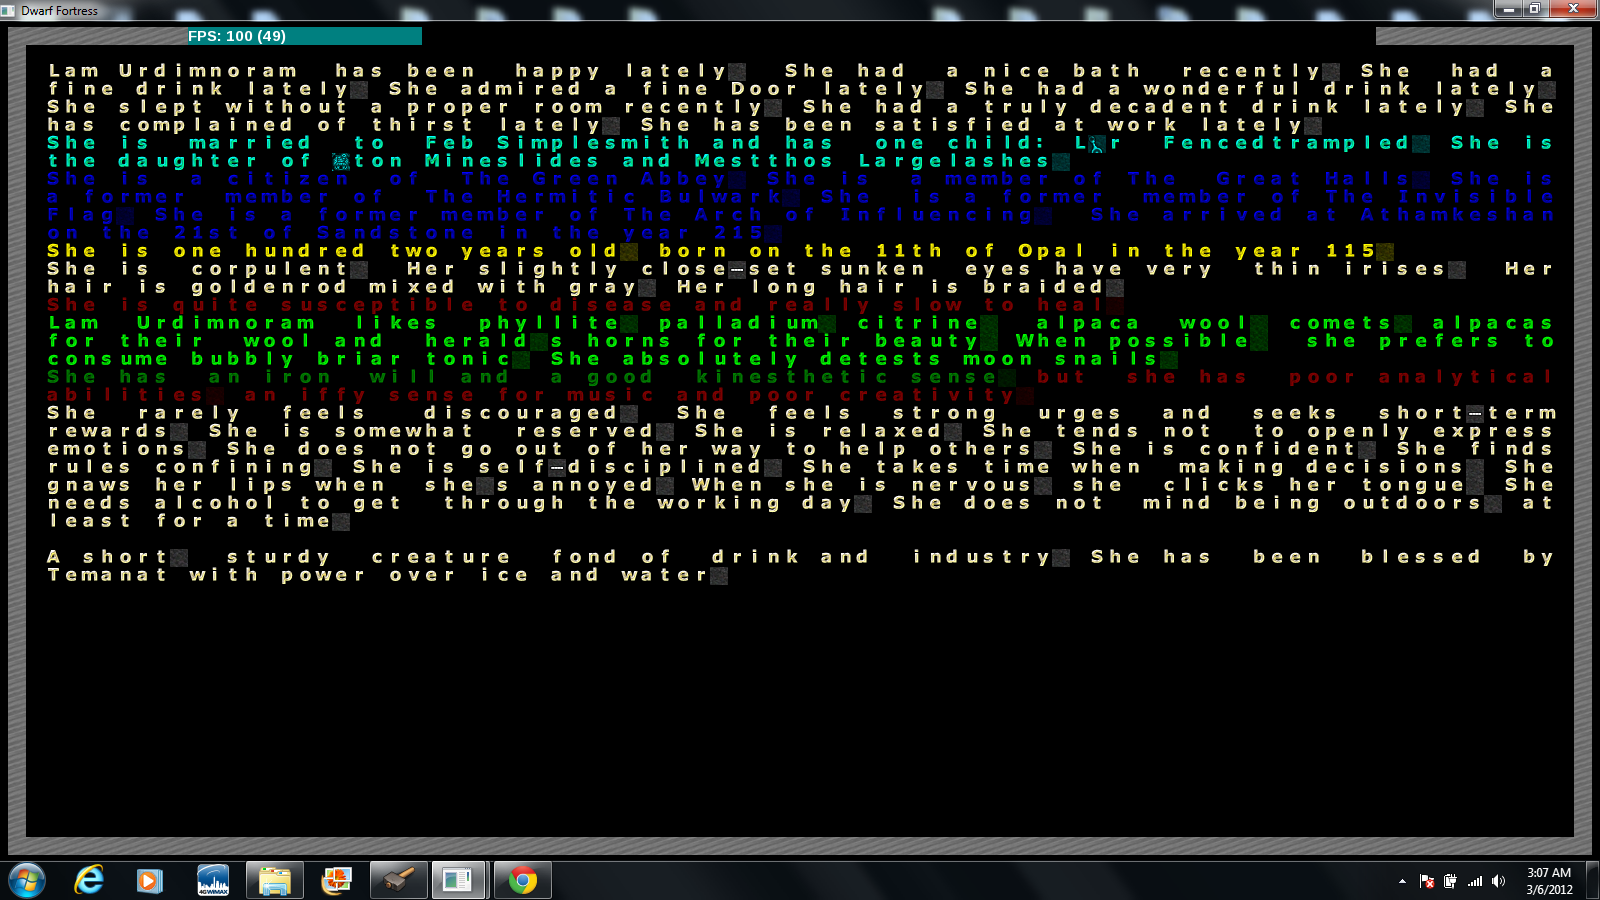 Dwarf Fortress
FPS: 100 (49)
Lam Urdimnoram has been happy lately She had a nice bath recently She had a
fine drink lately She admired a fine Door lately She had a wonderful drink lately
She slept without a proper room recently She had a truly decadent drink lately She
has complained of thirst lately She has been satisfied at work lately
She is married to Feb Simplesmith and has one child: L r Fencedtrampled She is
the daughter of ton Mineslides and Mestthos Largelashes
She is a citizen of The Green Abbey She is a member of The Great Halls She is
a former member of The Hermitic Bulwark She is a former member of The Invisible
Flag She is a former member of The Arch of Influencing She arrived at Athamkeshan
on the 21st of Sandstone in the year 215
She is one hundred two years old born on the 11th of Opal in the year 115
She is corpulent Her slightly close-set sunken eyes have very thin irises Her
hair is goldenrod mixed with gray Her long hair is braided
She is quite susceptible to disease and really slow to heal
Lam Urdimnoram likes phyllite palladium citrine alpaca wool comets alpacas
for their wool and herald s horns for their beauty When possible she prefers to
consume bubbly briar tonic She absolutely detests moon snails
She has an iron will and a good kinesthetic sense but she has poor analytical
abilities an iffy sense for music and poor creativity
She rarely feels discouraged She feels strong urges and seeks short-term
rewards She is somewhat reserved She is relaxed She tends not to openly express
emotions She does not go out of her way to help others She is confident She finds
rules confining She is self-disciplined She takes time when making decisions She
gnaws her lips when she s annoyed When she is nervous she clicks her tongue She
needs alcohol to get through the working day She does not mind being outdoors at
least for a time
A short sturdy creature fond of drink and industry She has been blessed by
Temanat with power over ice and water
4GWIMAX
3:07 AM
3/6/2012